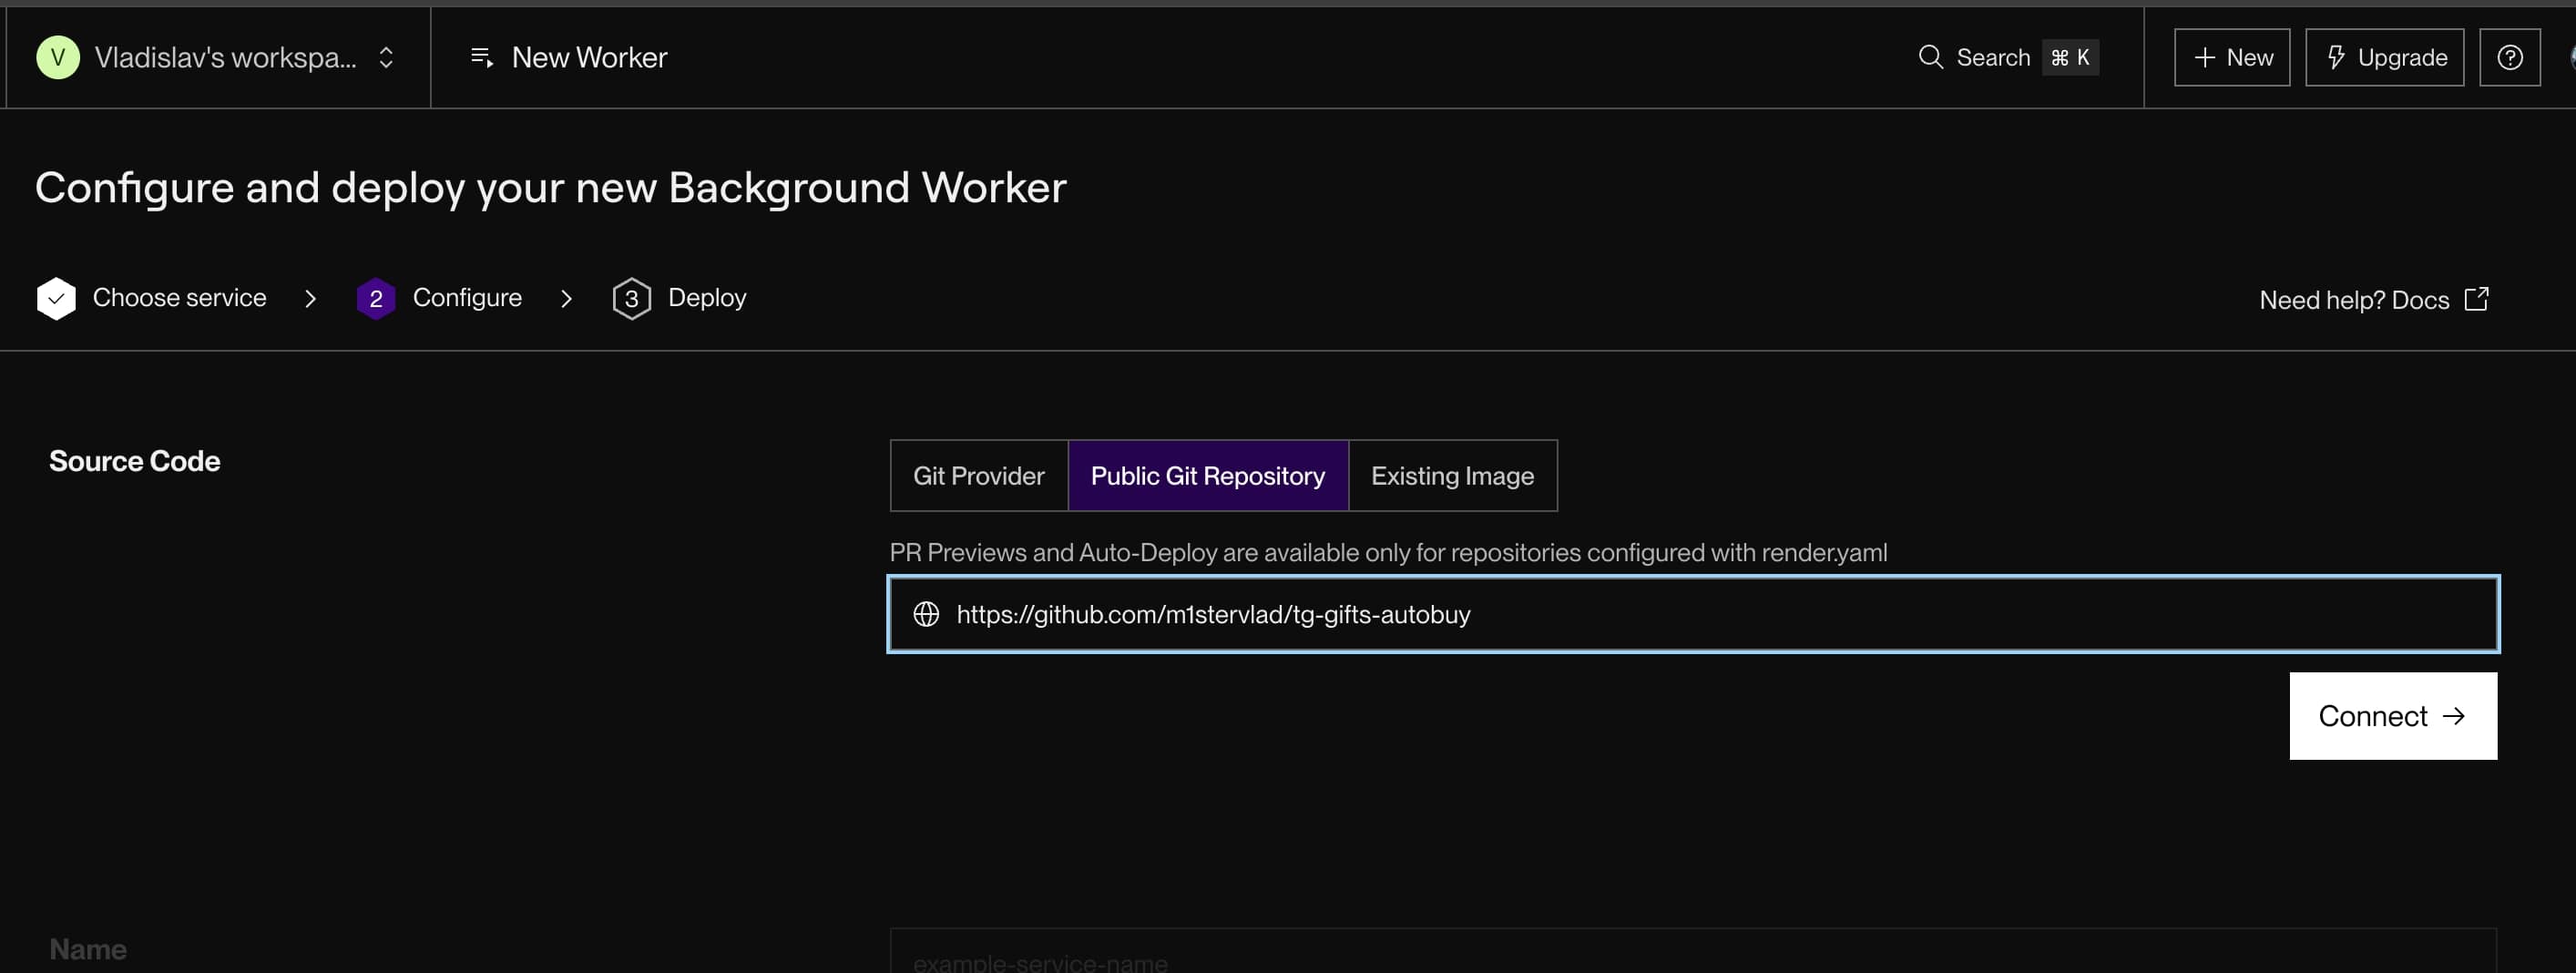 V Vladislav's workspa... New Worker Search ⌘ K + New Upgrade
Configure and deploy your new Background Worker
Choose service 2 Configure 3 Deploy Need help? Docs
Source Code
Git Provider Public Git Repository Existing Image
PR Previews and Auto-Deploy are available only for repositories configured with render.yaml
https://github.com/m1stervlad/tg-gifts-autobuy
Connect →
Name
example-service-name